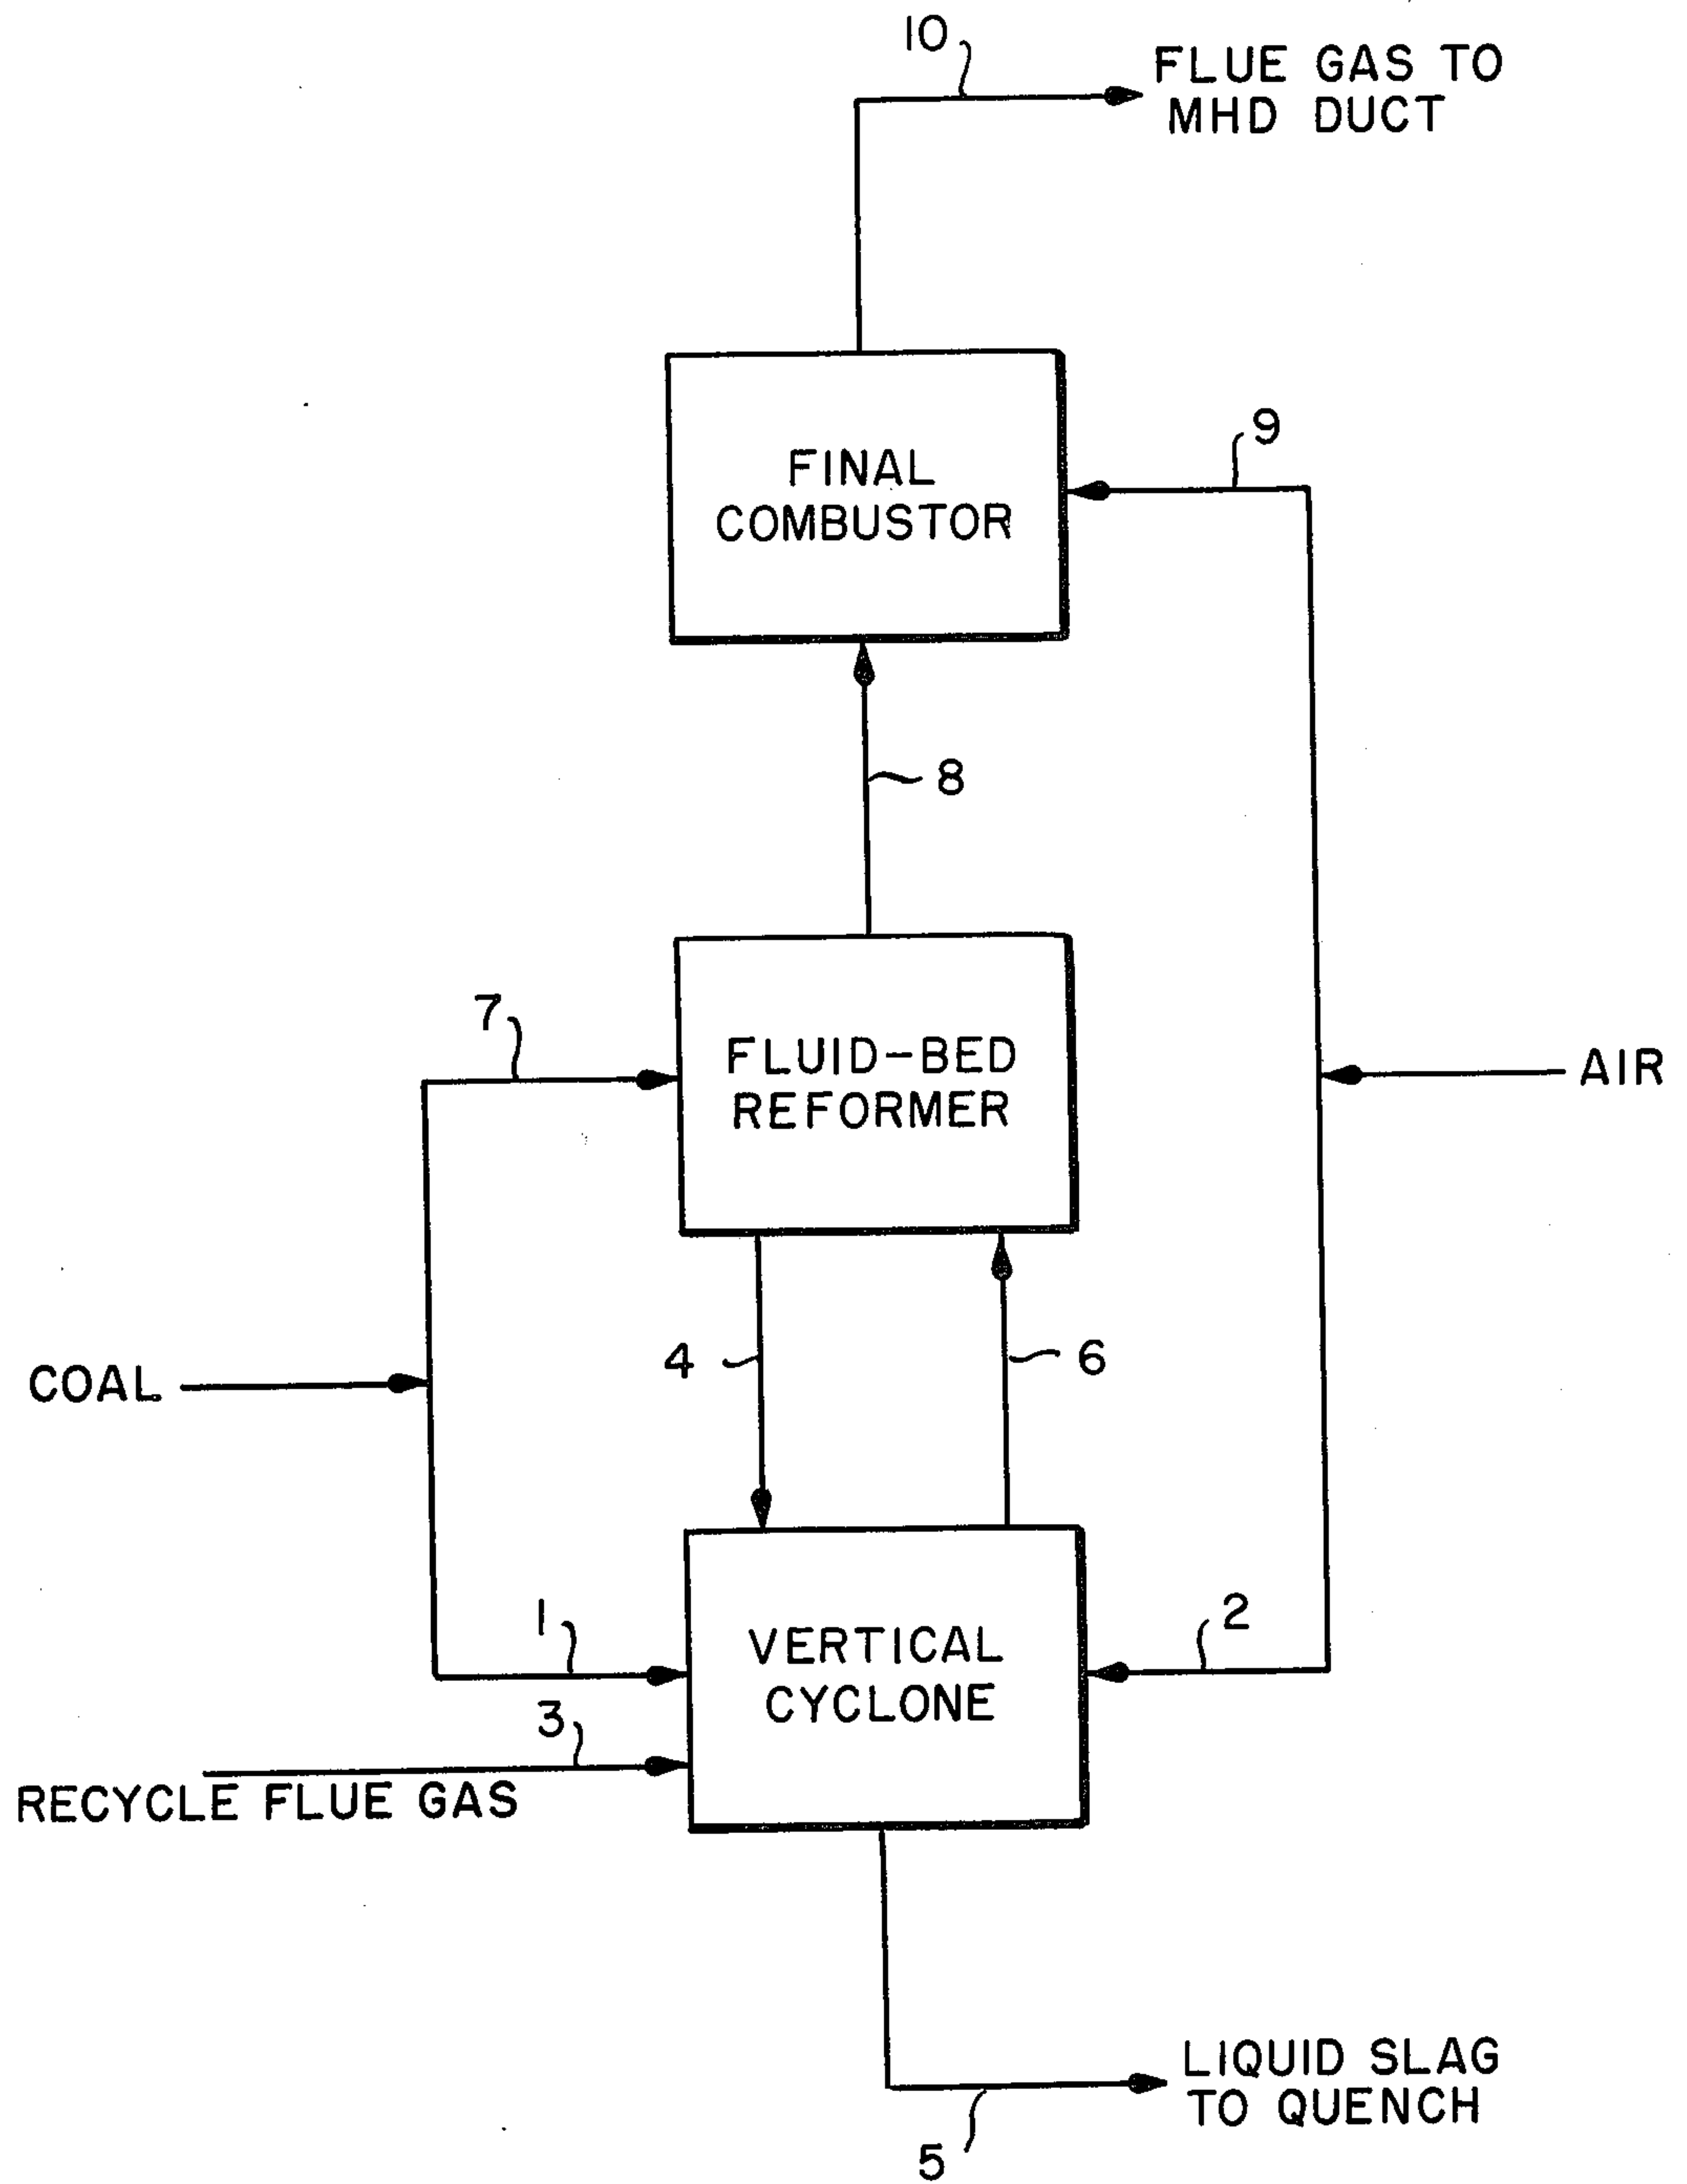 10
FLUE GAS TO
MHD DUCT
9
FINAL
COMBUSTOR
8
7
FLUID-BED
REFORMER
AIR
4
6
COAL
1
2
VERTICAL
CYCLONE
3
RECYCLE FLUE GAS
LIQUID SLAG
TO QUENCH
5